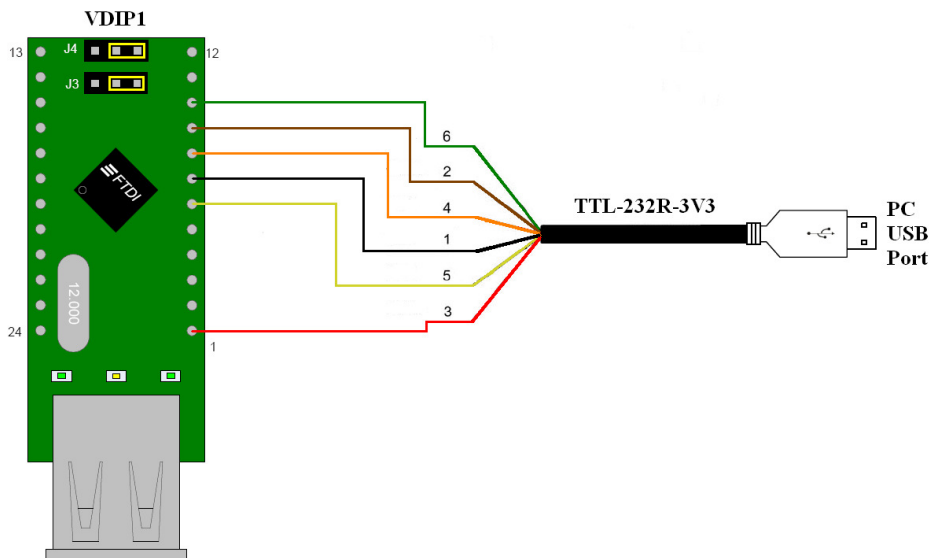 VDIP1
13
J4
12
J3
FTDI
6
2
4
1
5
3
TTL-232R-3V3
PC
USB
Port
12.000
24
1